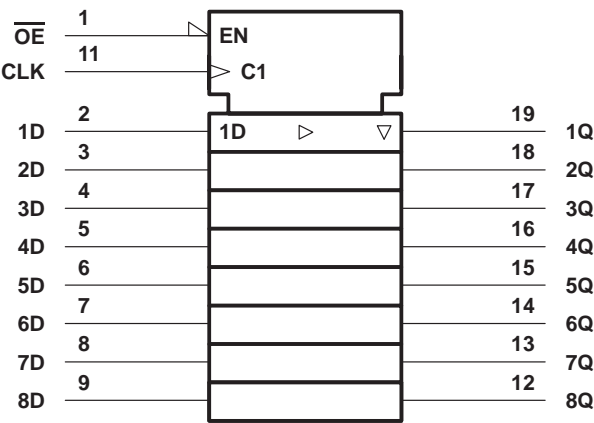 OE 1 EN
CLK 11 C1
1D 2 1D 19 1Q
2D 3 18 2Q
3D 4 17 3Q
4D 5 16 4Q
5D 6 15 5Q
6D 7 14 6Q
7D 8 13 7Q
8D 9 12 8Q